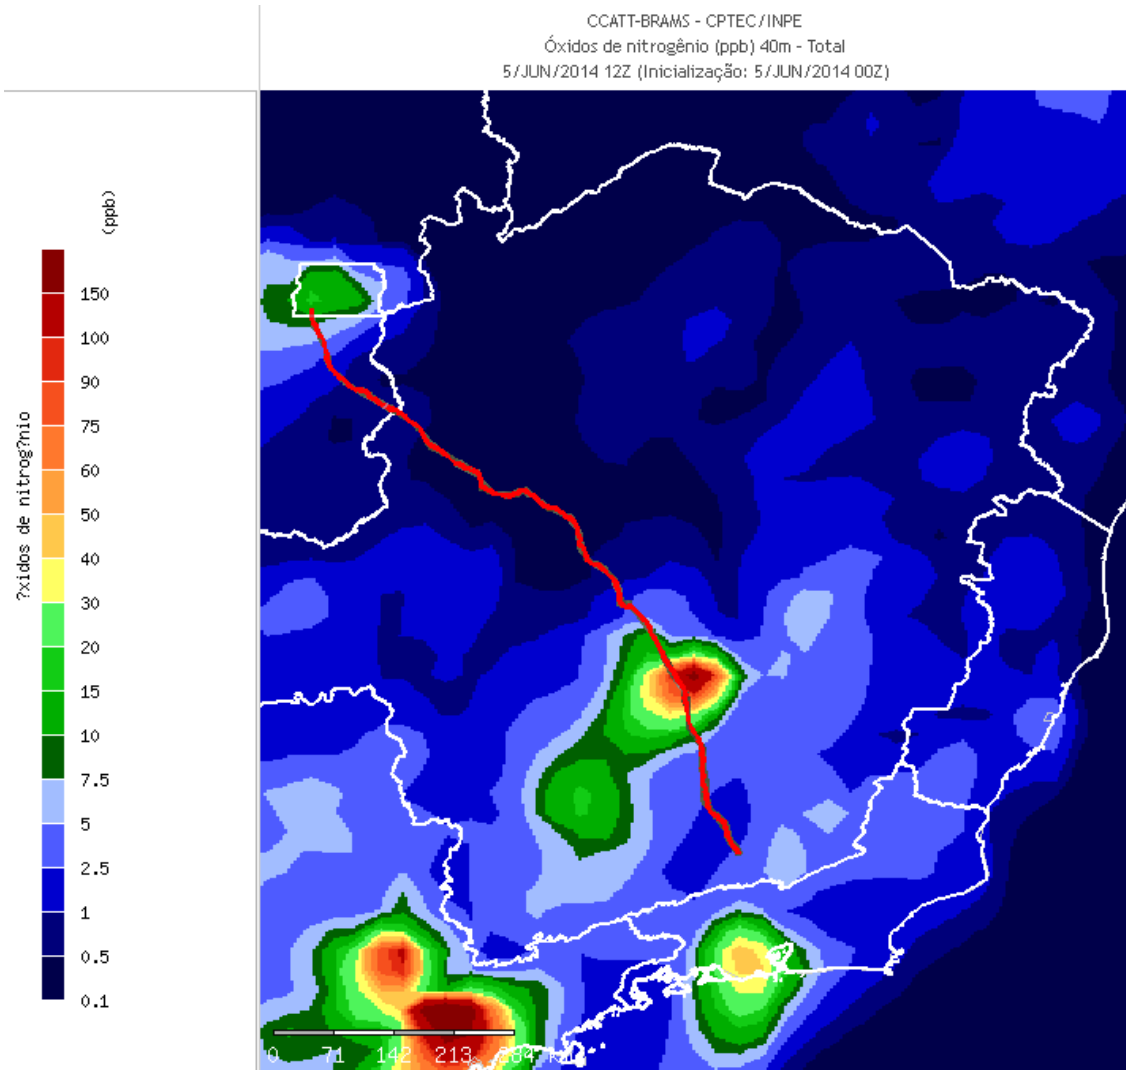 CCATT-BRAMS - CPTEC/INPE
Óxidos de nitrogênio (ppb) 40m - Total
5/JUN/2014 12Z (Inicialização: 5/JUN/2014 00Z)
(ppb)
?xidos de nitrog?nio
150
100
90
75
60
50
40
30
20
15
10
7.5
5
2.5
1
0.5
0.1
0 71 142 213 284